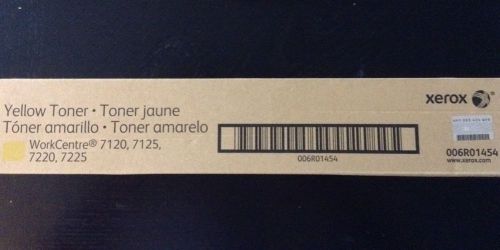 Yellow Toner • Toner jaune
Tóner amarillo • Toner amarelo
WorkCentre® 7120, 7125,
7220, 7225
006R01454
xerox
006R01454
www.xerox.com